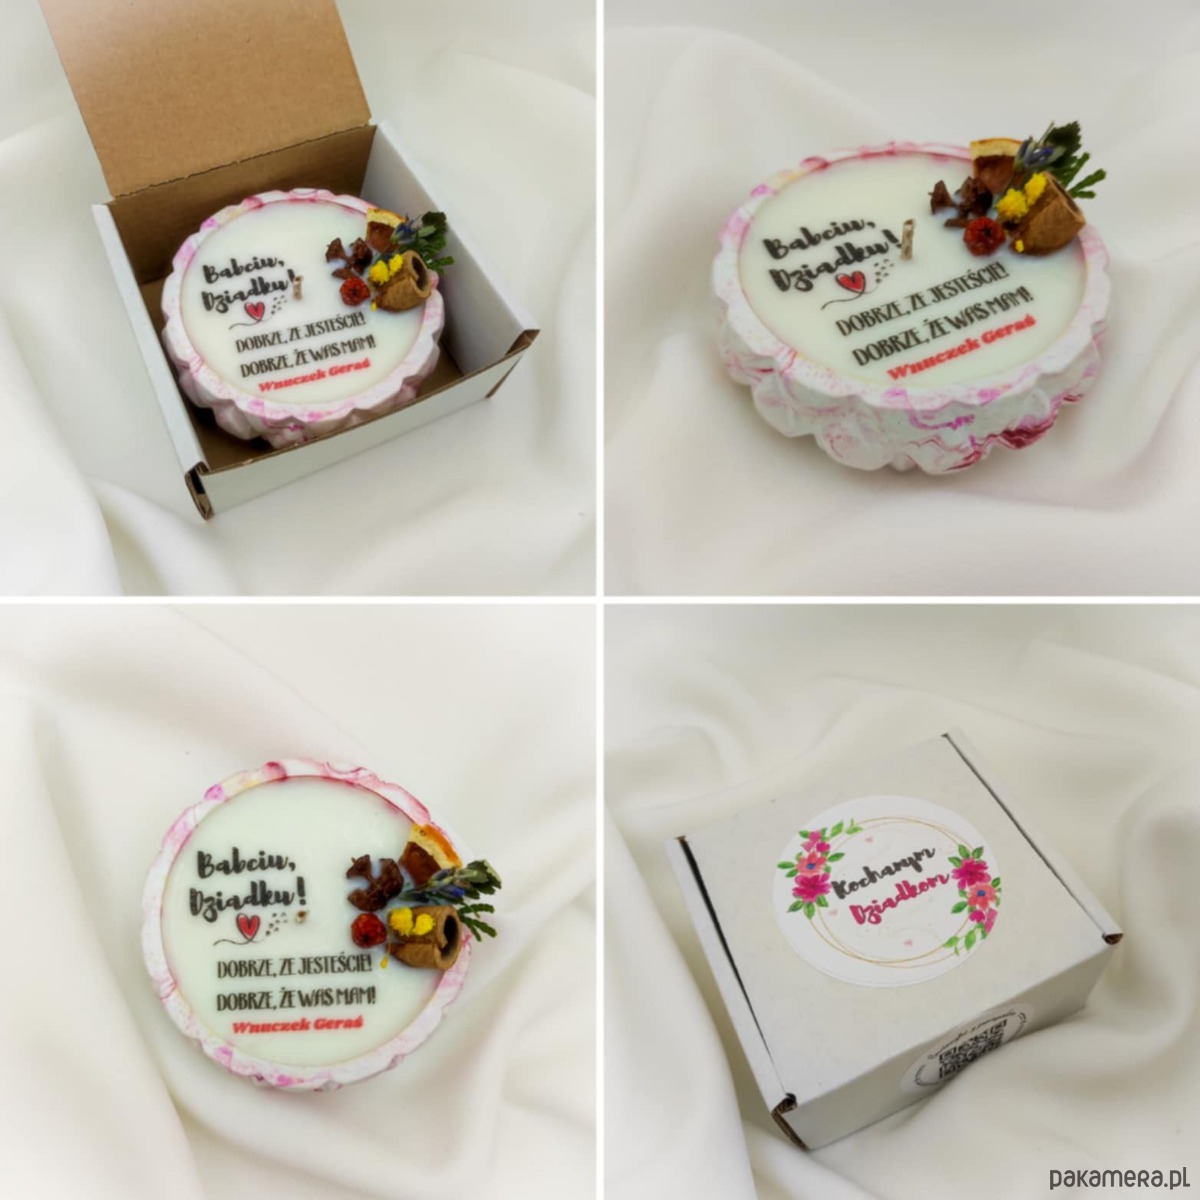 Babciu,
Dziadku!
DOBRZE, ŻE JESTEŚCIE!
DOBRZE, ŻE WAS MAM!
Wnuczek Geraś
Babciu,
Dziadku!
DOBRZE, ŻE JESTEŚCIE!
DOBRZE, ŻE WAS MAM!
Wnuczek Geraś
Babciu,
Dziadku!
DOBRZE, ŻE JESTEŚCIE!
DOBRZE, ŻE WAS MAM!
Wnuczek Geraś
Kochanym
Dziadkom
pakamera.pl